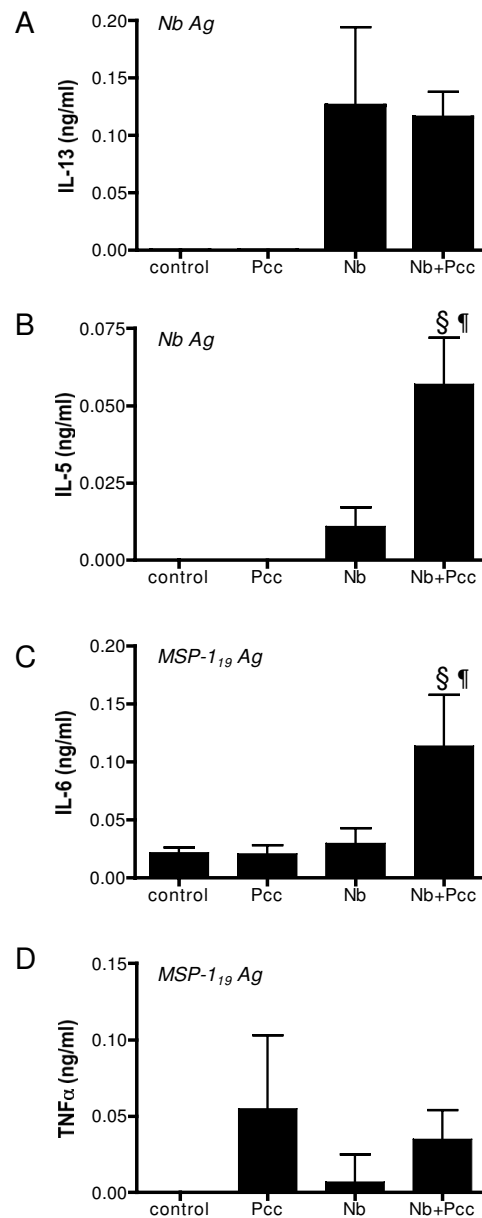 A
Nb Ag
IL-13 (ng/ml)
0.20
0.15
0.10
0.05
0.00
control Pcc Nb Nb+Pcc
B
Nb Ag
§ ¶
IL-5 (ng/ml)
0.075
0.050
0.025
0.000
control Pcc Nb Nb+Pcc
C
MSP-1₁₉ Ag
§ ¶
IL-6 (ng/ml)
0.20
0.15
0.10
0.05
0.00
control Pcc Nb Nb+Pcc
D
MSP-1₁₉ Ag
TNFα (ng/ml)
0.15
0.10
0.05
0.00
control Pcc Nb Nb+Pcc